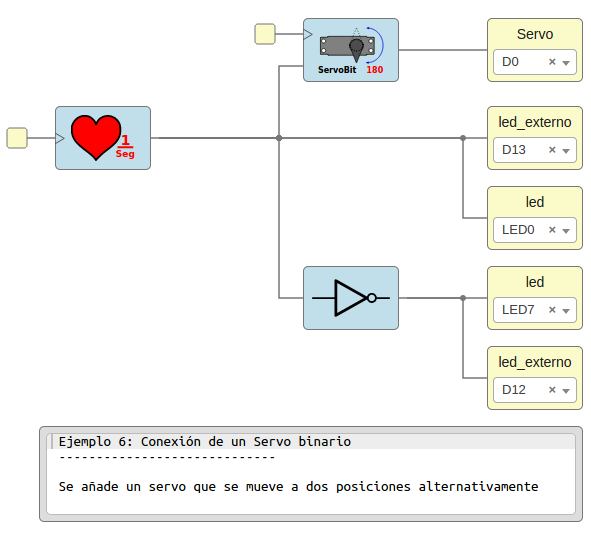 Servo
D0 × 
ServoBit 180
led_externo
D13 ×
1
Seg
led
LED0 ×
led
LED7 ×
led_externo
D12 ×
Ejemplo 6: Conexión de un Servo binario
-----------------------------
Se añade un servo que se mueve a dos posiciones alternativamente